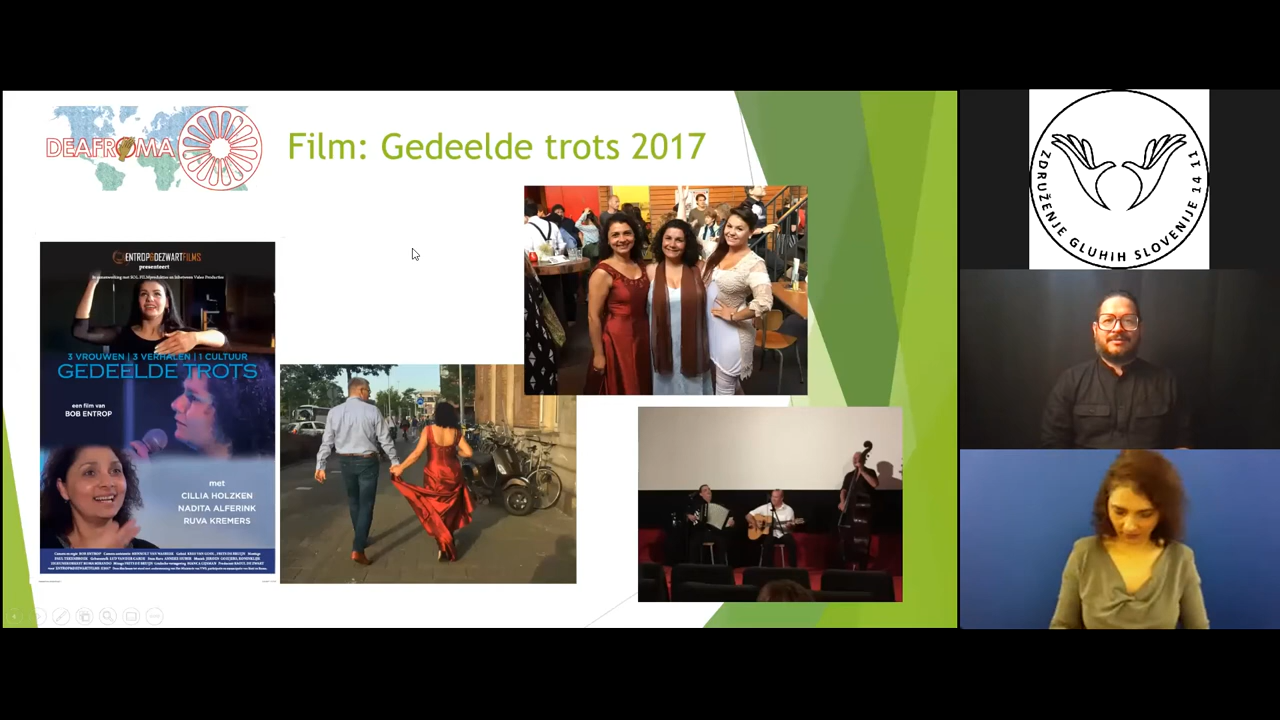 DEAFROMA
Film: Gedeelde trots 2017
ENTROP&DEZWARTFILMS
presenteert
3 VROUWEN | 3 VERHALEN | 1 CULTUUR
GEDEELDE TROTS
een film van
BOB ENTROP
met
CILLIA HOLZKEN
NADITA ALFERINK
RUVA KREMERS
ZDRUŽENJE GLUHIH SLOVENIJE 14 11